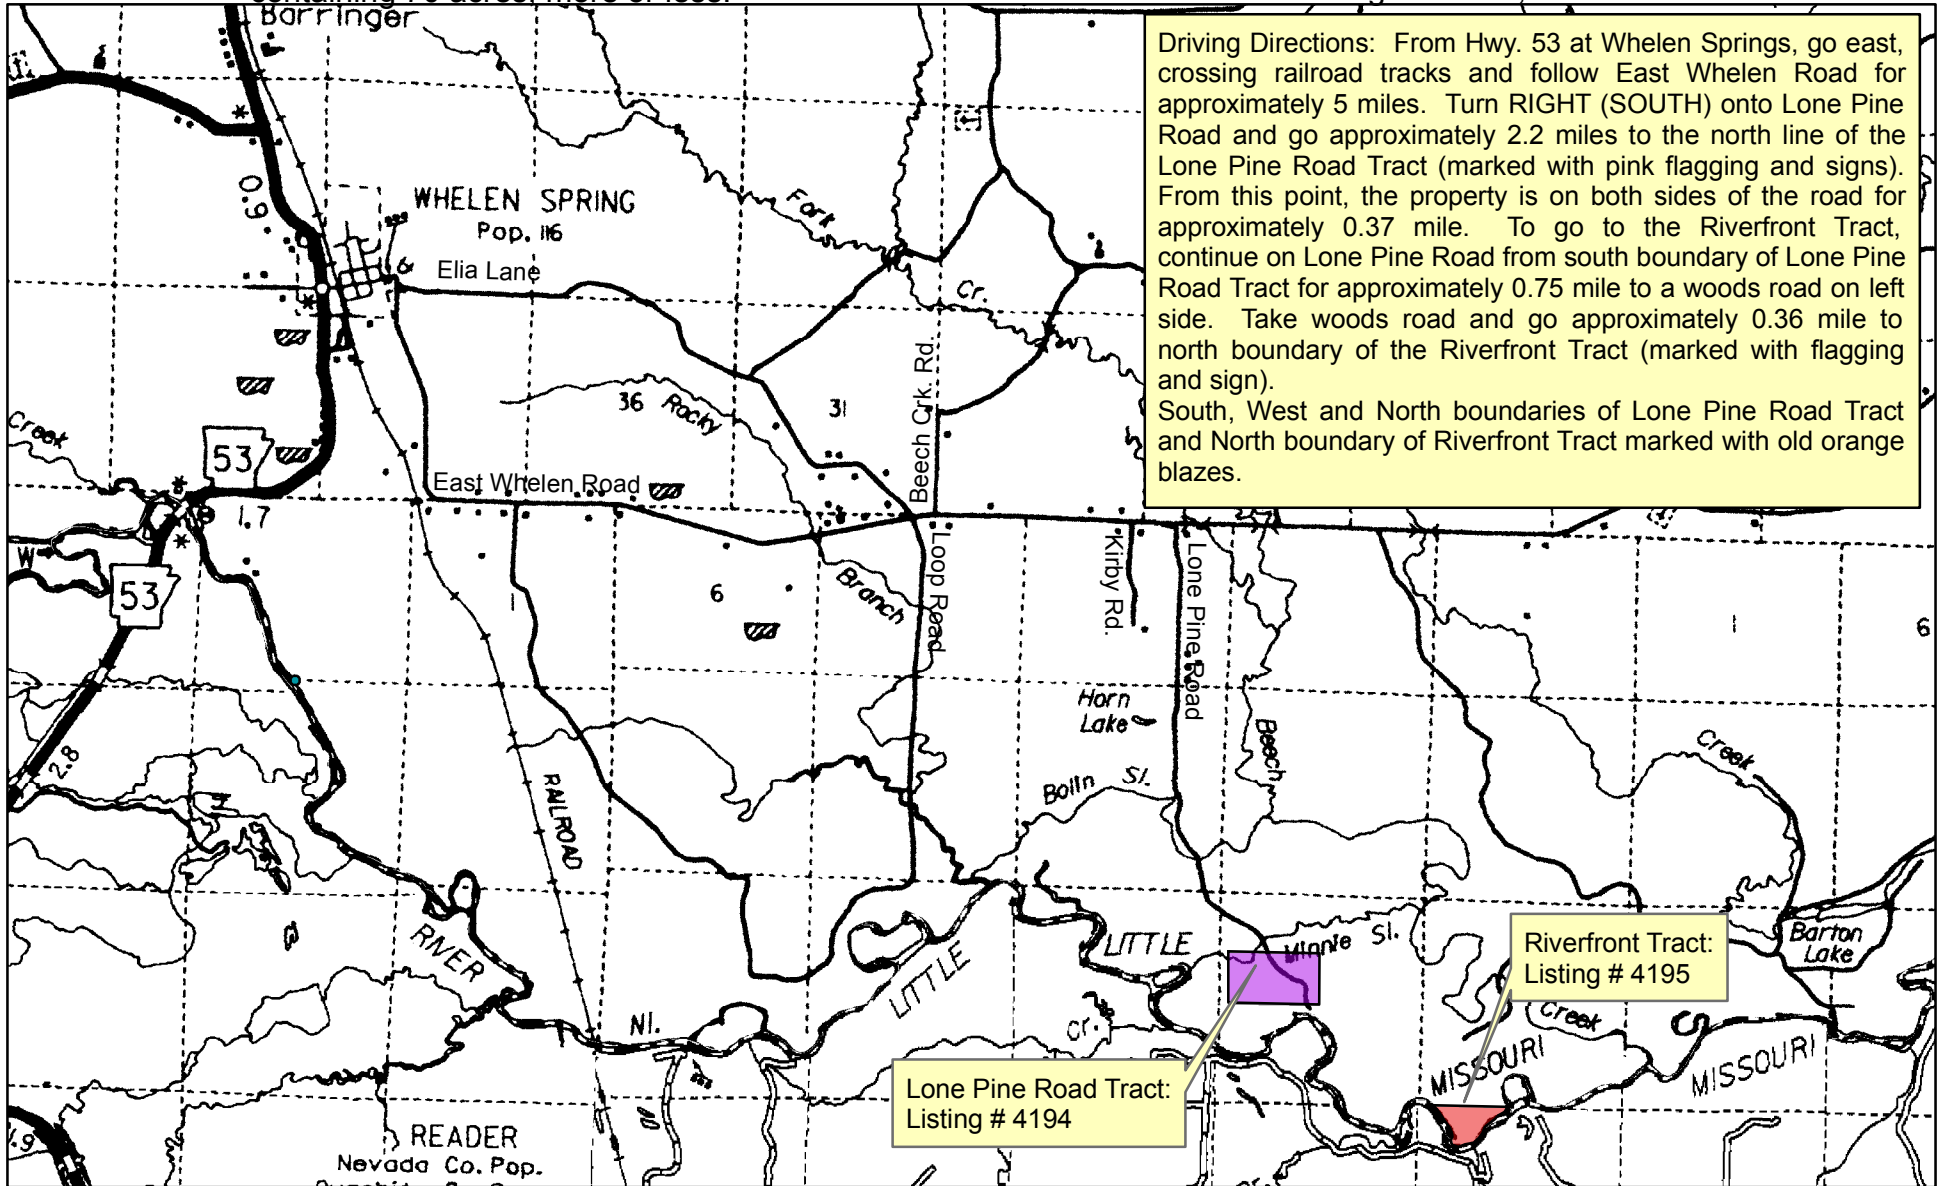 Barringer
Driving Directions: From Hwy. 53 at Whelen Springs, go east,
crossing railroad tracks and follow East Whelen Road for
approximately 5 miles. Turn RIGHT (SOUTH) onto Lone Pine
Road and go approximately 2.2 miles to the north line of the
Lone Pine Road Tract (marked with pink flagging and signs).
From this point, the property is on both sides of the road for
approximately 0.37 mile. To go to the Riverfront Tract,
continue on Lone Pine Road from south boundary of Lone Pine
Road Tract for approximately 0.75 mile to a woods road on left
side. Take woods road and go approximately 0.36 mile to
north boundary of the Riverfront Tract (marked with flagging
and sign).
South, West and North boundaries of Lone Pine Road Tract
and North boundary of Riverfront Tract marked with old orange
blazes.
0.9
WHELEN SPRING
Pop. 116
Elia Lane
Fork
Cr.
36
Rocky
31
Beech Crk. Rd.
Creek
53
East Whelen Road
1.7
W
53
Branch
6
Loop Road
Kirby Rd.
Lone Pine Road
1
6
Horn
Lake
Beech
Creek
2.8
RAILROAD
Bolin Sl.
RIVER
LITTLE
LITTLE
Minnie Sl.
Riverfront Tract:
Listing # 4195
Barton
Lake
Nl.
Cr.
Creek
MISSOURI
MISSOURI
Lone Pine Road Tract:
Listing # 4194
1.9
READER
Nevada Co. Pop.